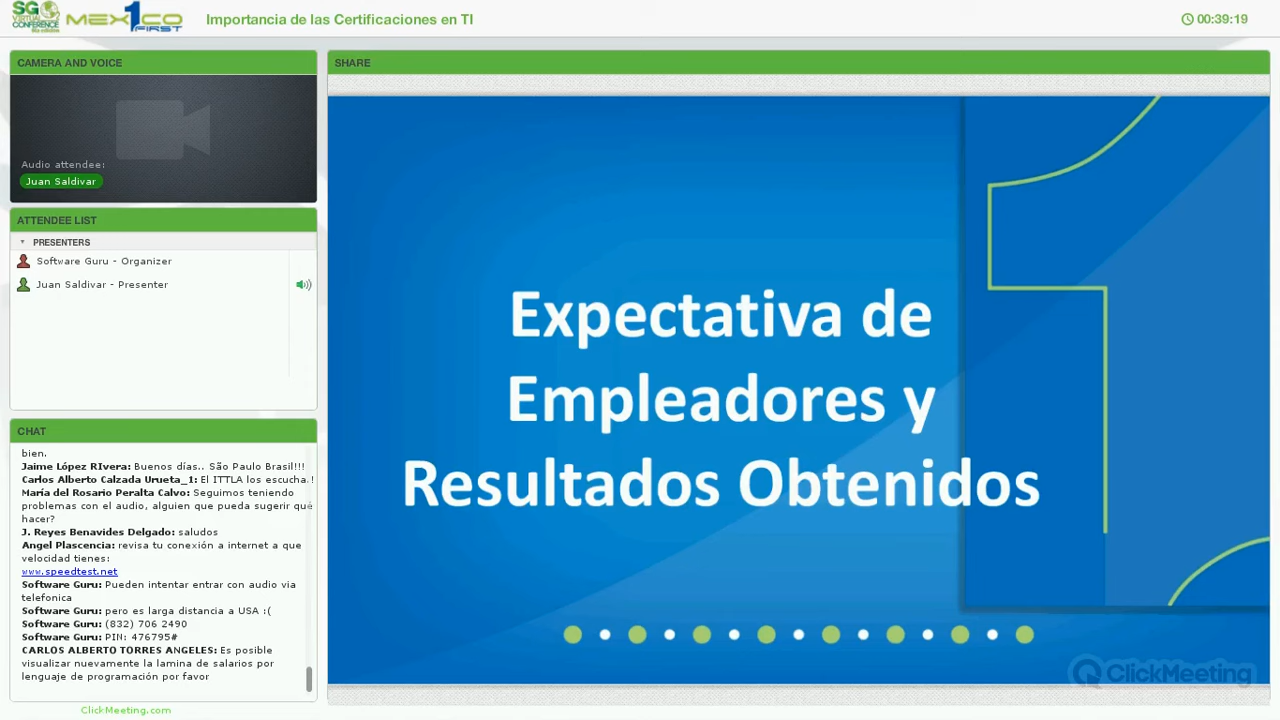 SG
VIRTUAL
CONFERENCE
MEXICO
FIRST
Importancia de las Certificaciones en TI
00:39:19
CAMERA AND VOICE
Audio attendee:
Juan Saldivar
ATTENDEE LIST
PRESENTERS
Software Guru - Organizer
Juan Saldivar - Presenter
CHAT
bien.
Jaime López RIvera: Buenos días.. São Paulo Brasil!!!
Carlos Alberto Calzada Urueta_1: El ITTLA los escucha.!
María del Rosario Peralta Calvo: Seguimos teniendo
problemas con el audio, alguien que pueda sugerir qué
hacer?
J. Reyes Benavides Delgado: saludos
Angel Plascencia: revisa tu conexión a internet a que
velocidad tienes:
www.speedtest.net
Software Guru: Pueden intentar entrar con audio via
telefonica
Software Guru: pero es larga distancia a USA :(
Software Guru: (832) 706 2490
Software Guru: PIN: 476795#
CARLOS ALBERTO TORRES ANGELES: Es posible
visualizar nuevamente la lamina de salarios por
lenguaje de programación por favor
ClickMeeting.com
SHARE
Expectativa de
Empleadores y
Resultados Obtenidos
ClickMeeting